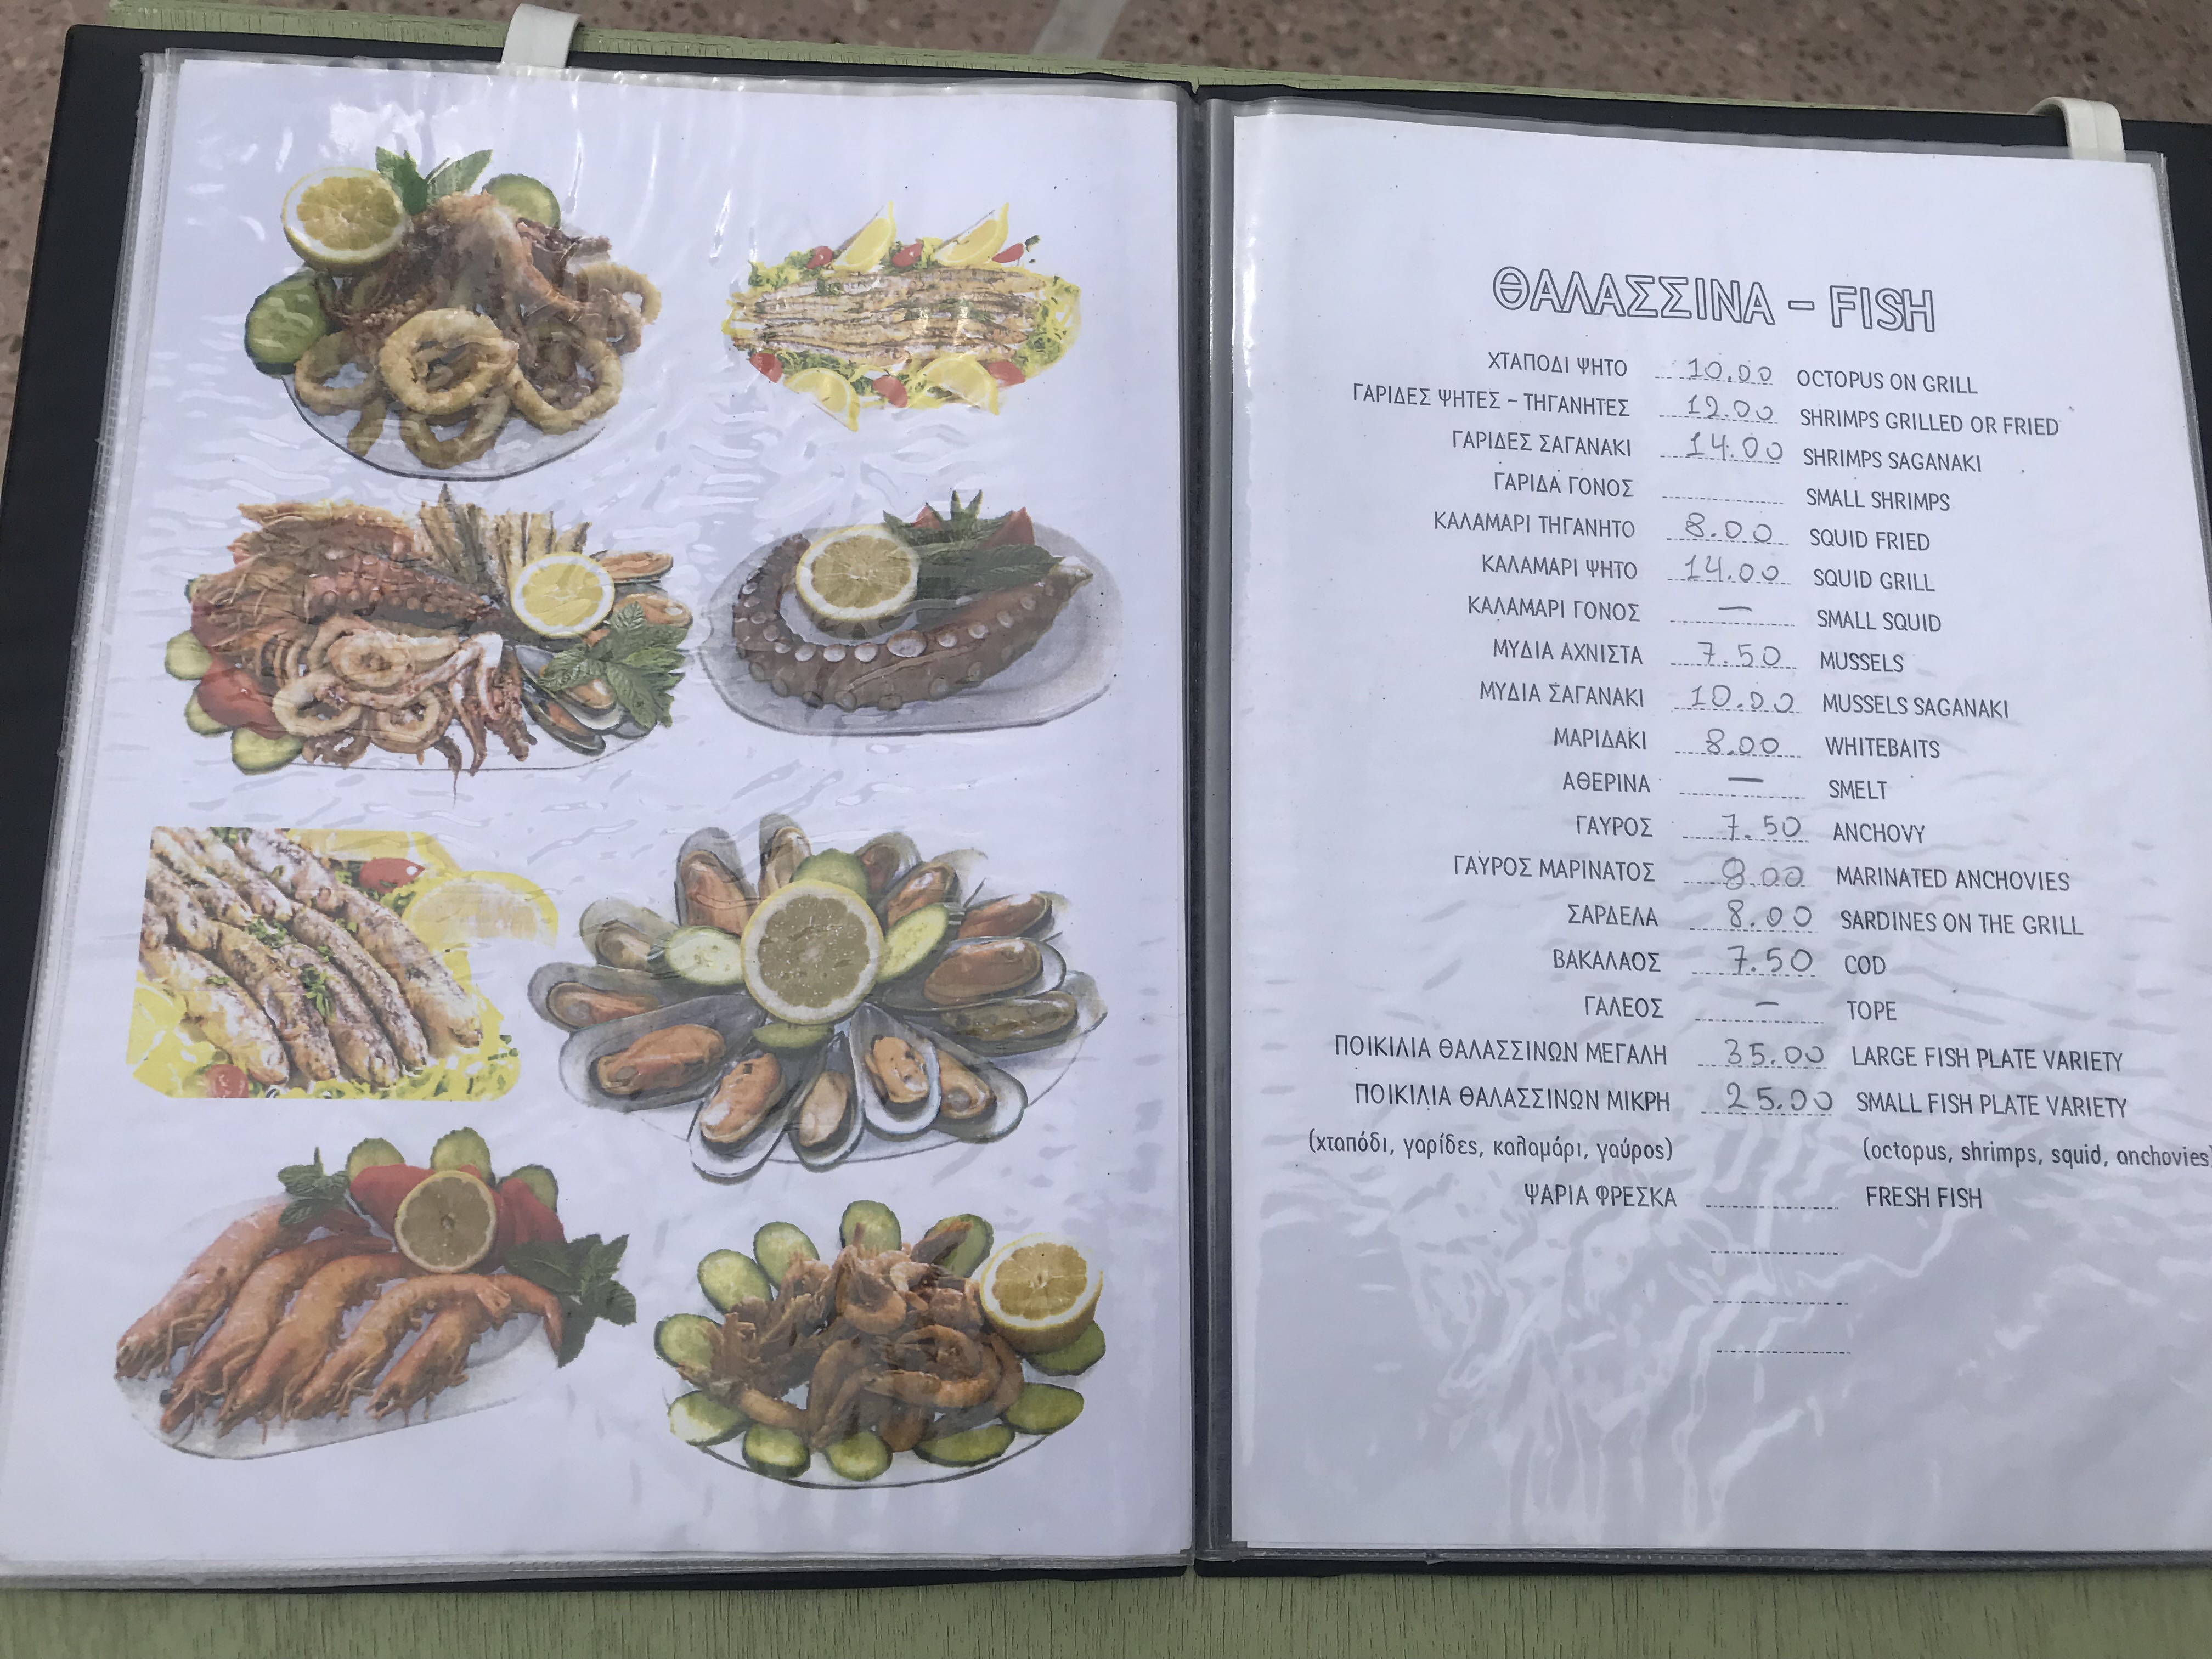 ΘΑΛΑΣΣΙΝΑ – FISH
ΧΤΑΠΟΔΙ ΨΗΤΟ 10.00 OCTOPUS ON GRILL
ΓΑΡΙΔΕΣ ΨΗΤΕΣ – ΤΗΓΑΝΗΤΕΣ 12.00 SHRIMPS GRILLED OR FRIED
ΓΑΡΙΔΕΣ ΣΑΓΑΝΑΚΙ 14.00 SHRIMPS SAGANAKI
ΓΑΡΙΔΑ ΓΟΝΟΣ SMALL SHRIMPS
ΚΑΛΑΜΑΡΙ ΤΗΓΑΝΗΤΟ 8.00 SQUID FRIED
ΚΑΛΑΜΑΡΙ ΨΗΤΟ 14.00 SQUID GRILL
ΚΑΛΑΜΑΡΙ ΓΟΝΟΣ — SMALL SQUID
ΜΥΔΙΑ ΑΧΝΙΣΤΑ 7.50 MUSSELS
ΜΥΔΙΑ ΣΑΓΑΝΑΚΙ 10.00 MUSSELS SAGANAKI
ΜΑΡΙΔΑΚΙ 8.00 WHITEBAITS
ΑΘΕΡΙΝΑ — SMELT
ΓΑΥΡΟΣ 7.50 ANCHOVY
ΓΑΥΡΟΣ ΜΑΡΙΝΑΤΟΣ 8.00 MARINATED ANCHOVIES
ΣΑΡΔΕΛΑ 8.00 SARDINES ON THE GRILL
ΒΑΚΑΛΑΟΣ 7.50 COD
ΓΑΛΕΟΣ — TOPE
ΠΟΙΚΙΛΙΑ ΘΑΛΑΣΣΙΝΩΝ ΜΕΓΑΛΗ 35.00 LARGE FISH PLATE VARIETY
ΠΟΙΚΙΛΙΑ ΘΑΛΑΣΣΙΝΩΝ ΜΙΚΡΗ 25.00 SMALL FISH PLATE VARIETY
(χταπόδι, γαρίδες, καλαμάρι, γαύρος) (octopus, shrimps, squid, anchovies)
ΨΑΡΙΑ ΦΡΕΣΚΑ FRESH FISH